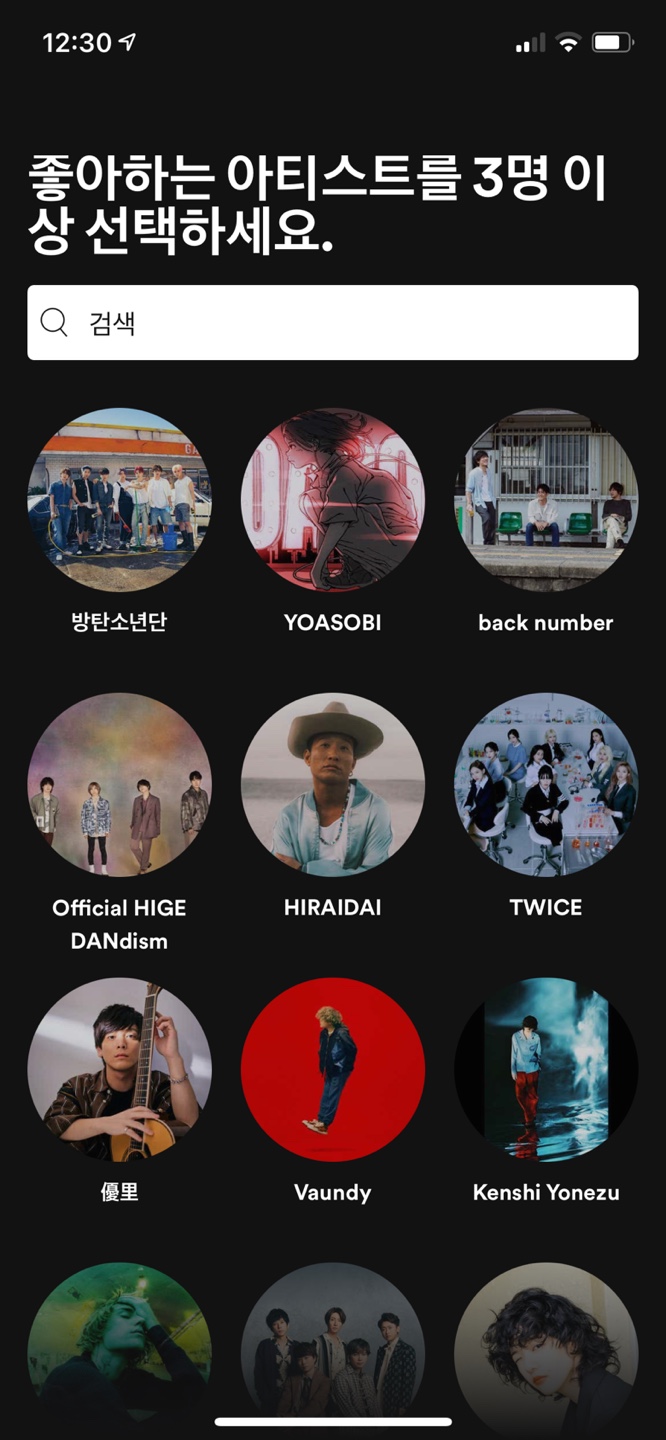 12:30
좋아하는 아티스트를 3명 이
상 선택하세요.
검색
방탄소년단
YOASOBI
back number
Official HIGE
DANdism
HIRAIDAI
TWICE
優里
Vaundy
Kenshi Yonezu